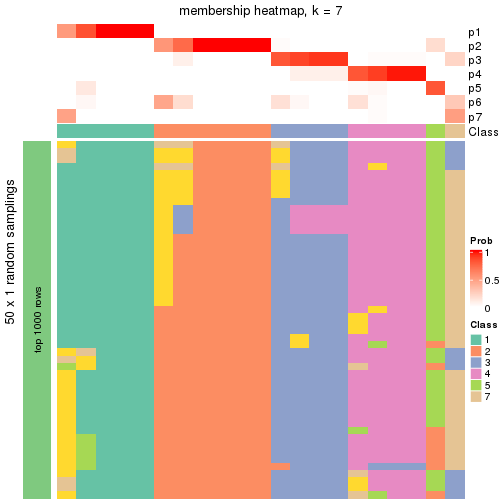 membership heatmap, k = 7
p1
p2
p3
p4
p5
p6
p7
Class
50 x 1 random samplings
top 1000 rows
Prob
1
0.5
0
Class
1
2
3
4
5
7